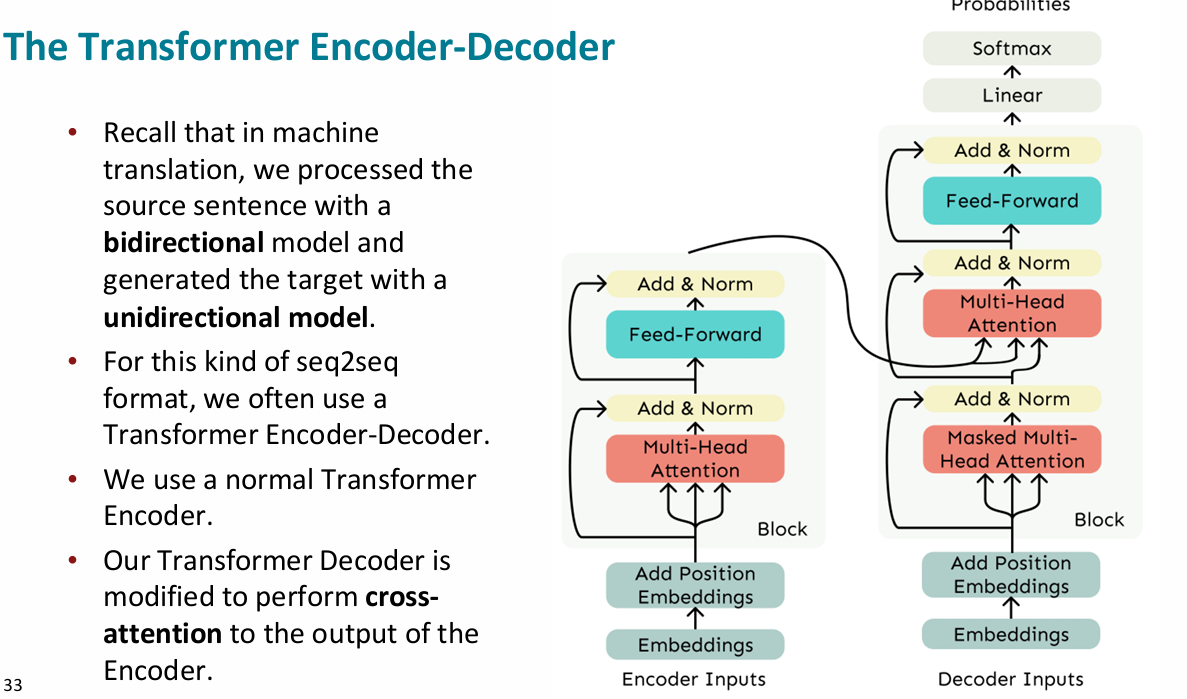 The Transformer Encoder-Decoder
• Recall that in machine
translation, we processed the
source sentence with a
bidirectional model and
generated the target with a
unidirectional model.
• For this kind of seq2seq
format, we often use a
Transformer Encoder-Decoder.
• We use a normal Transformer
Encoder.
• Our Transformer Decoder is
modified to perform cross-
attention to the output of the
Encoder.
33
Add & Norm
Feed-Forward
Add & Norm
Multi-Head
Attention
Block
Add Position
Embeddings
Embeddings
Encoder Inputs
Probabilities
Softmax
Linear
Add & Norm
Feed-Forward
Add & Norm
Multi-Head
Attention
Add & Norm
Masked Multi-
Head Attention
Block
Add Position
Embeddings
Embeddings
Decoder Inputs